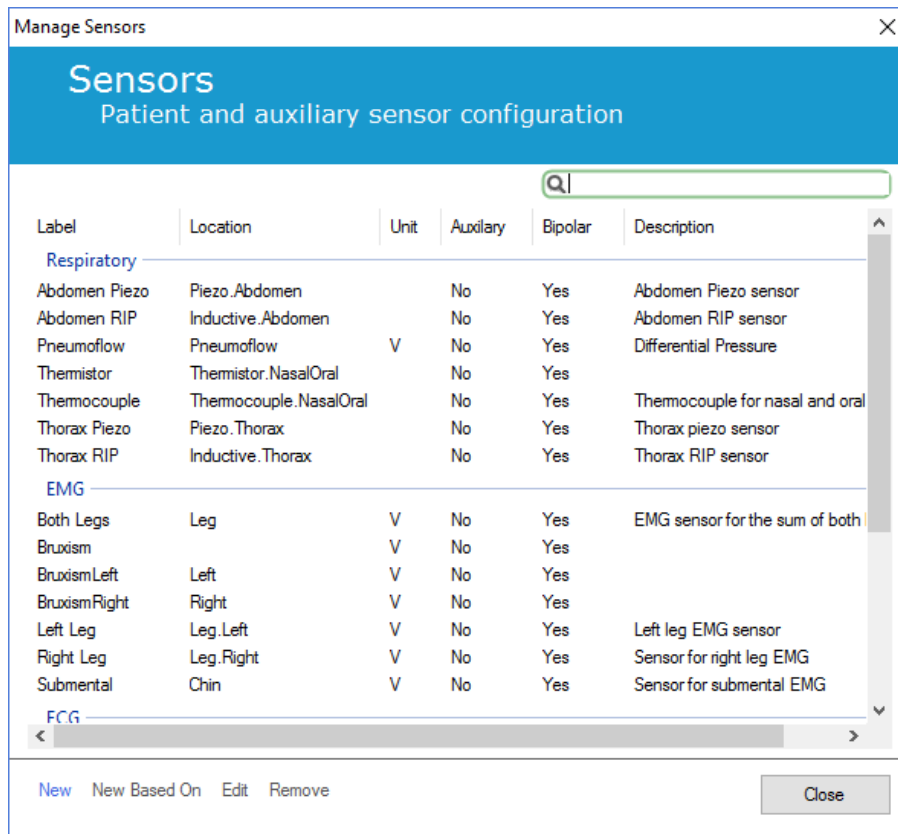 Manage Sensors
Sensors
Patient and auxiliary sensor configuration
Label Location Unit Auxilary Bipolar Description
Respiratory
Abdomen Piezo Piezo.Abdomen No Yes Abdomen Piezo sensor
Abdomen RIP Inductive.Abdomen No Yes Abdomen RIP sensor
Pneumoflow Pneumoflow V No Yes Differential Pressure
Thermistor Thermistor.NasalOral No Yes
Thermocouple Thermocouple.NasalOral No Yes Thermocouple for nasal and oral
Thorax Piezo Piezo.Thorax No Yes Thorax piezo sensor
Thorax RIP Inductive.Thorax No Yes Thorax RIP sensor
EMG
Both Legs Leg V No Yes EMG sensor for the sum of both
Bruxism V No Yes
BruxismLeft Left V No Yes
BruxismRight Right V No Yes
Left Leg Leg.Left V No Yes Left leg EMG sensor
Right Leg Leg.Right V No Yes Sensor for right leg EMG
Submental Chin V No Yes Sensor for submental EMG
ECG
New New Based On Edit Remove Close